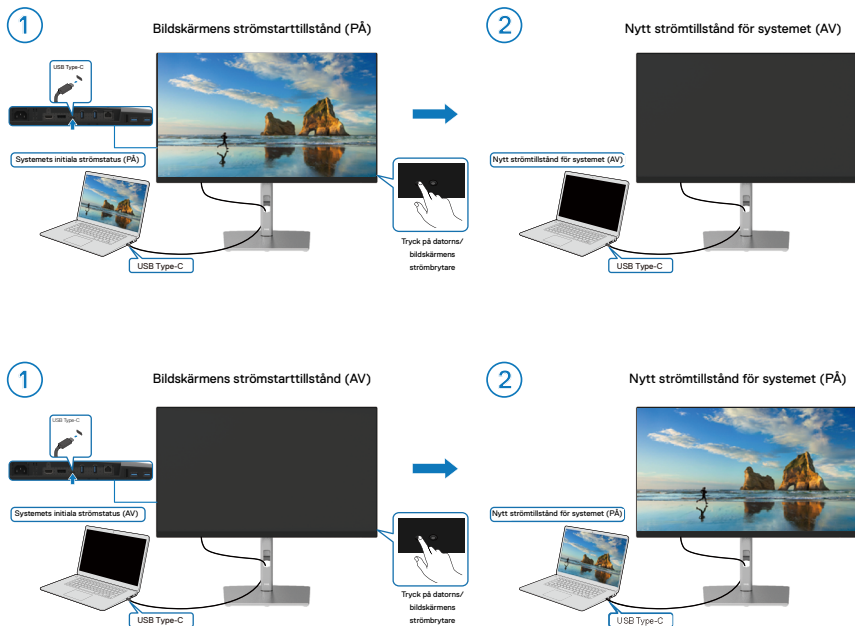 1
Bildskärmens strömstarttillstånd (PÅ)
2
Nytt strömtillstånd för systemet (AV)
USB Type-C
Systemets initiala strömstatus (PÅ)
Nytt strömtillstånd för systemet (AV)
Tryck på datorns/
bildskärmens
strömbrytare
USB Type-C
USB Type-C
1
Bildskärmens strömstarttillstånd (AV)
2
Nytt strömtillstånd för systemet (PÅ)
USB Type-C
Systemets initiala strömstatus (AV)
Nytt strömtillstånd för systemet (PÅ)
Tryck på datorns/
bildskärmens
strömbrytare
USB Type-C
USB Type-C